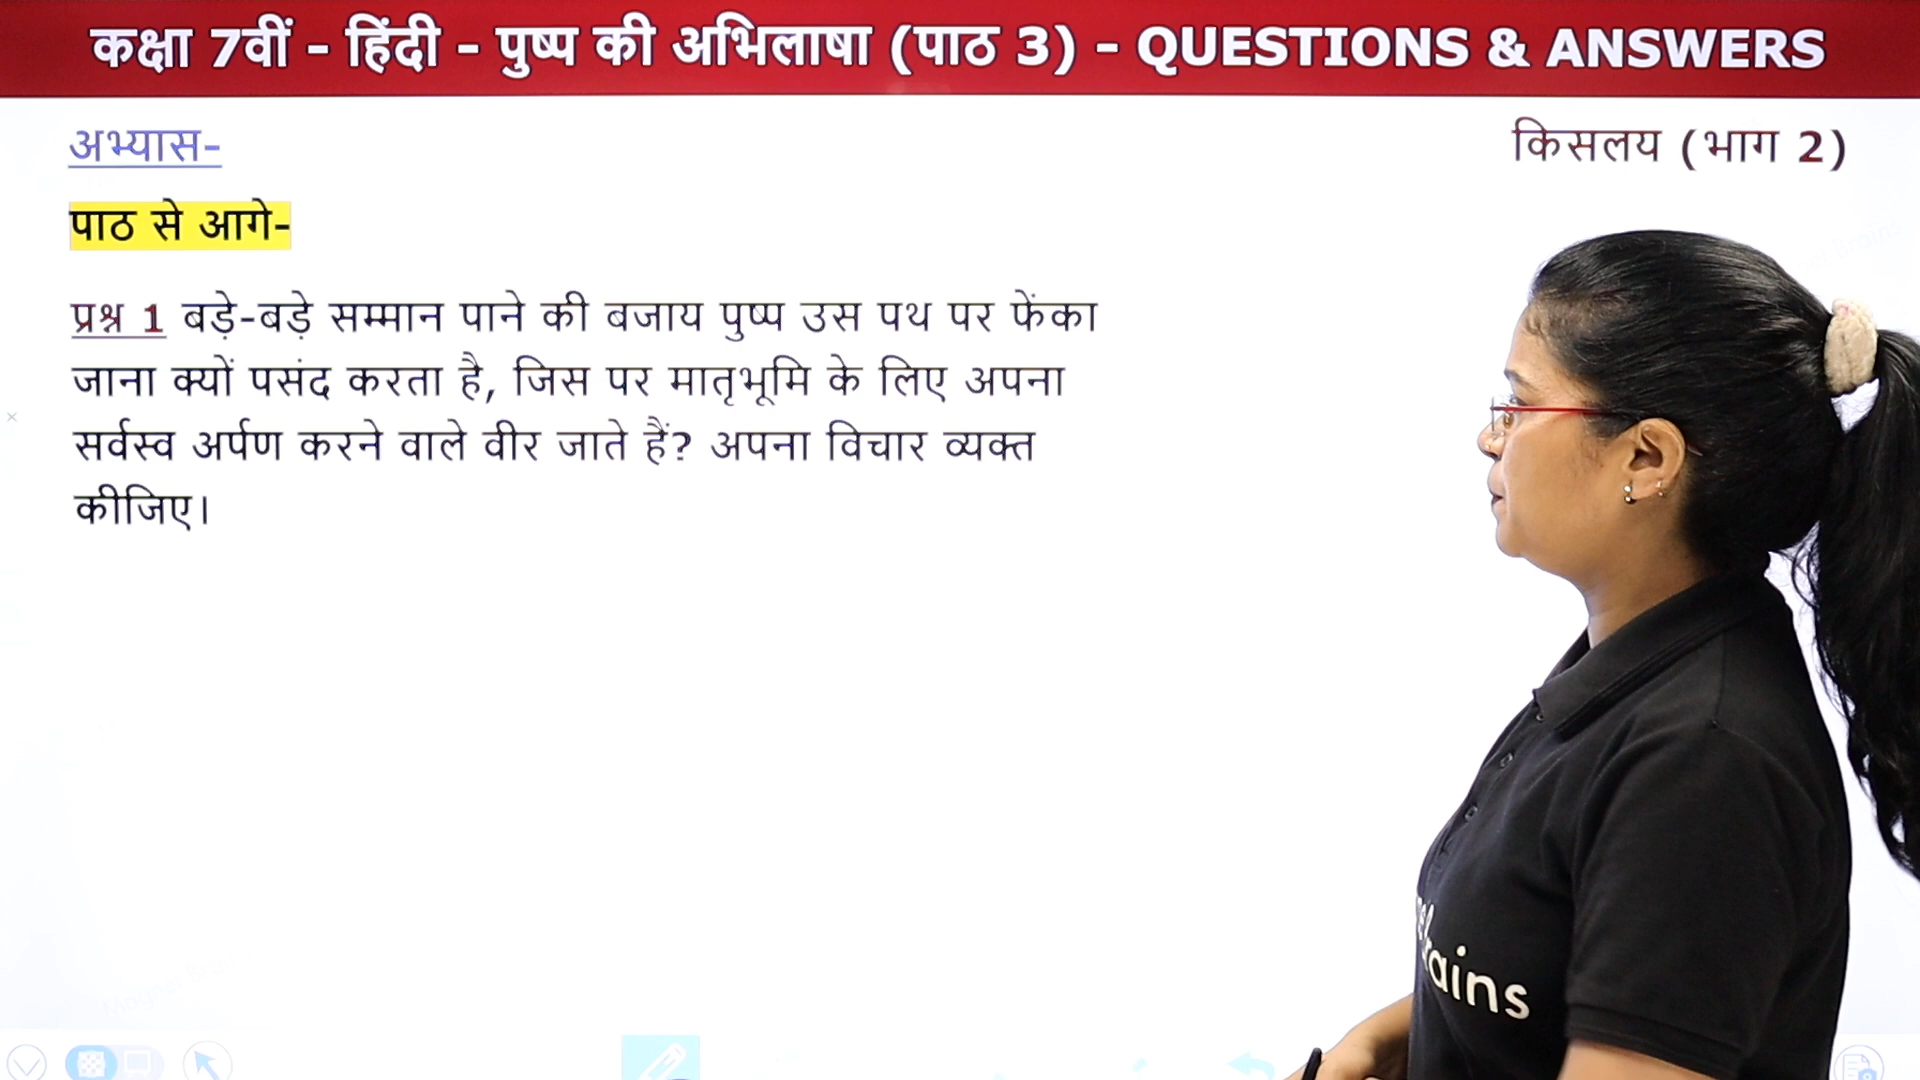 कक्षा 7वीं - हिंदी - पुष्प की अभिलाषा (पाठ 3) - QUESTIONS & ANSWERS
अभ्यास-
किसलय (भाग 2)
पाठ से आगे-
प्रश्न 1 बड़े-बड़े सम्मान पाने की बजाय पुष्प उस पथ पर फेंका
जाना क्यों पसंद करता है, जिस पर मातृभूमि के लिए अपना
सर्वस्व अर्पण करने वाले वीर जाते हैं? अपना विचार व्यक्त
कीजिए।
ains